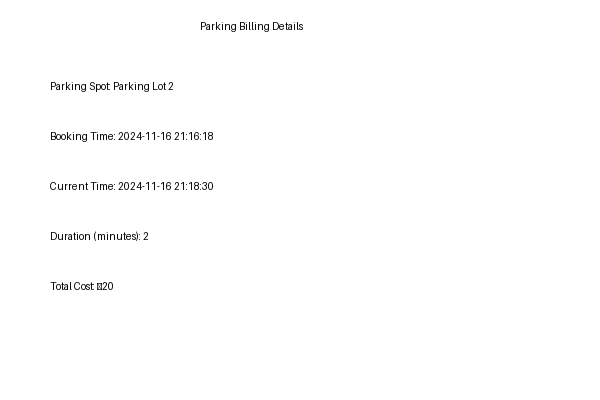 Parking Billing Details
Parking Spot: Parking Lot 2
Booking Time: 2024-11-16 21:16:18
Current Time: 2024-11-16 21:18:30
Duration (minutes): 2
Total Cost: 20